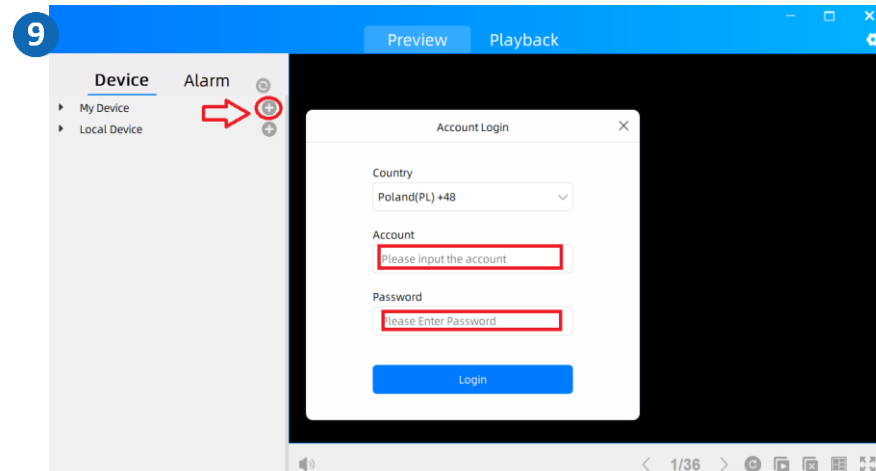 9
Preview Playback
Device Alarm
My Device
Local Device
Account Login
Country
Poland(PL) +48
Account
Please input the account
Password
Please Enter Password
Login
1/36